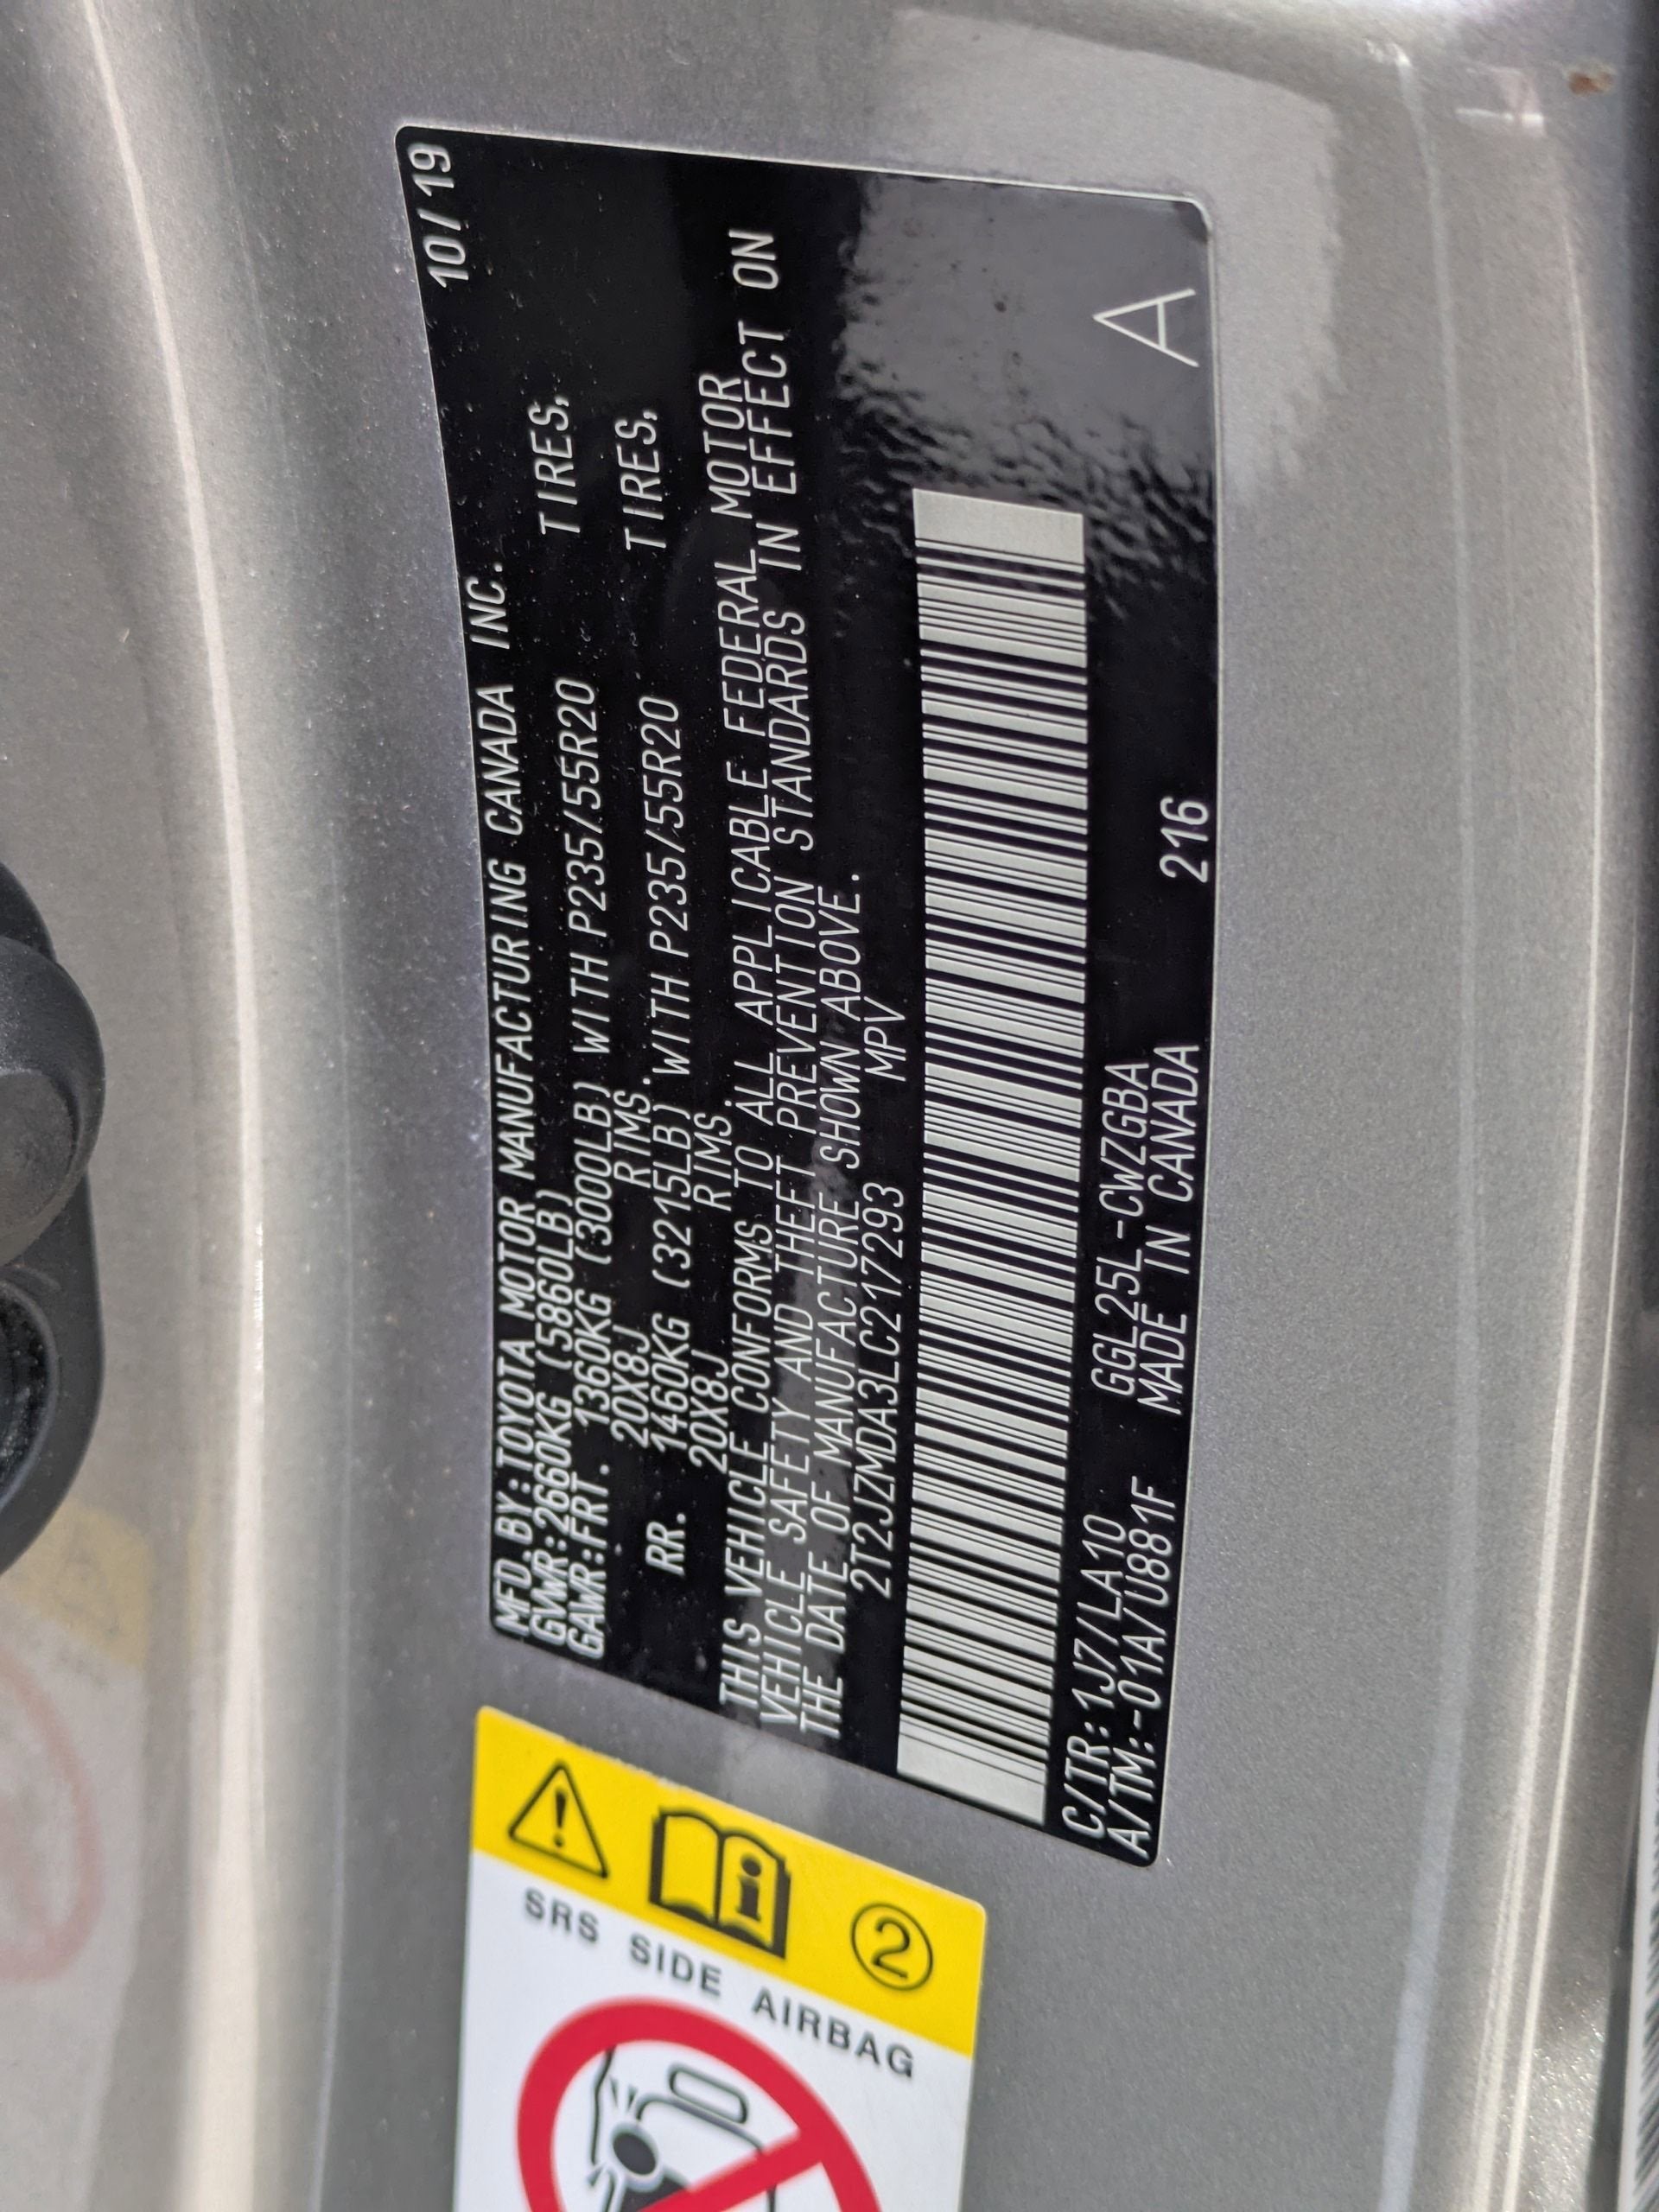 MFD.BY:TOYOTA MOTOR MANUFACTURING CANADA INC. 10/19
GVWR:2660KG (5860LB)
GAWR:FRT. 1360KG (3000LB) WITH P235/55R20 TIRES,
20X8J RIMS.
RR. 1460KG (3215LB) WITH P235/55R20 TIRES,
20X8J RIMS.
THIS VEHICLE CONFORMS TO ALL APPLICABLE FEDERAL MOTOR
VEHICLE SAFETY AND THEFT PREVENTION STANDARDS IN EFFECT ON
THE DATE OF MANUFACTURE SHOWN ABOVE.
2T2JZMDA3LC217293 MPV
C/TR:1J7/LA10 GGL25L-CWZGBA
A/TM:-01A/U881F MADE IN CANADA 216
A
2
SRS SIDE AIRBAG